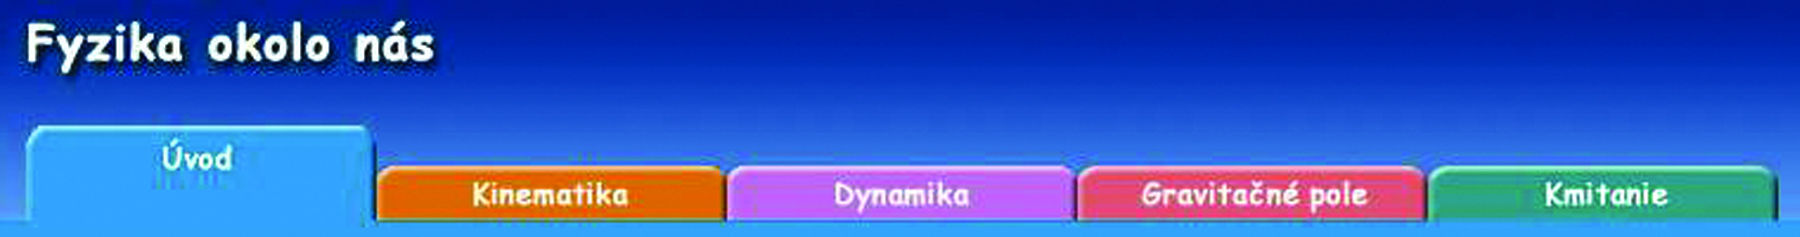 Fyzika okolo nás
Úvod
Kinematika
Dynamika
Gravitačné pole
Kmitanie